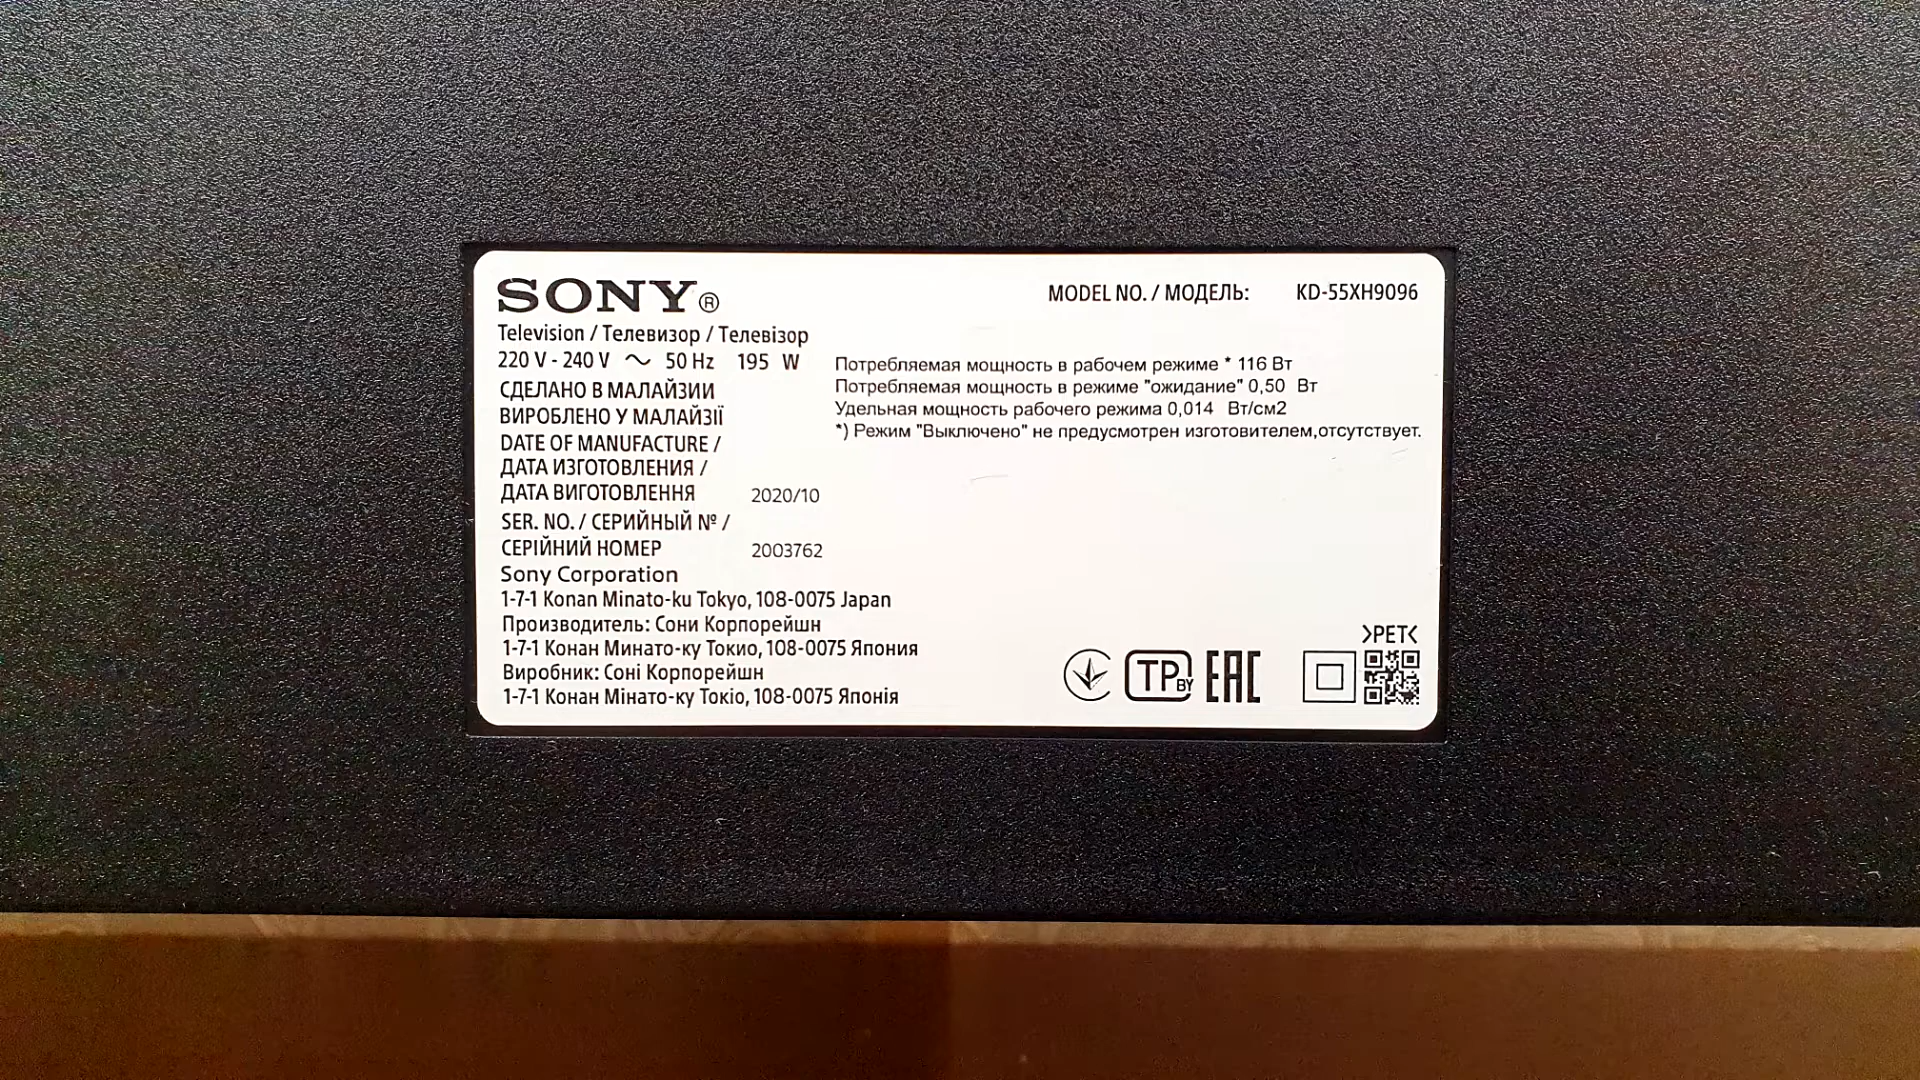 SONY®
MODEL NO. / МОДЕЛЬ: KD-55XH9096
Television / Телевизор / Телевізор
220 V - 240 V ~ 50 Hz 195 W
Потребляемая мощность в рабочем режиме * 116 Вт
Потребляемая мощность в режиме "ожидание" 0,50 Вт
Удельная мощность рабочего режима 0,014 Вт/см2
*) Режим "Выключено" не предусмотрен изготовителем,отсутствует.
СДЕЛАНО В МАЛАЙЗИИ
ВИРОБЛЕНО У МАЛАЙЗІЇ
DATE OF MANUFACTURE /
ДАТА ИЗГОТОВЛЕНИЯ /
ДАТА ВИГОТОВЛЕННЯ 2020/10
SER. NO. / СЕРИЙНЫЙ № /
СЕРІЙНИЙ НОМЕР 2003762
Sony Corporation
1-7-1 Konan Minato-ku Tokyo, 108-0075 Japan
Производитель: Сони Корпорейшн
1-7-1 Конан Минато-ку Токио, 108-0075 Япония
Виробник: Соні Корпорейшн
1-7-1 Конан Мінато-ку Токіо, 108-0075 Японія
>PET<
TP BY EAC